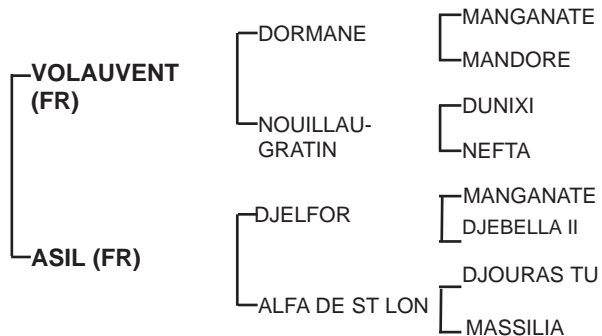 MANGANATE
DORMANE
MANDORE
VOLAUVENT
(FR)
DUNIXI
NOUILLAU-
GRATIN
NEFTA
MANGANATE
DJELFOR
DJEBELLA II
ASIL (FR)
DJOURAS TU
ALFA DE ST LON
MASSILIA